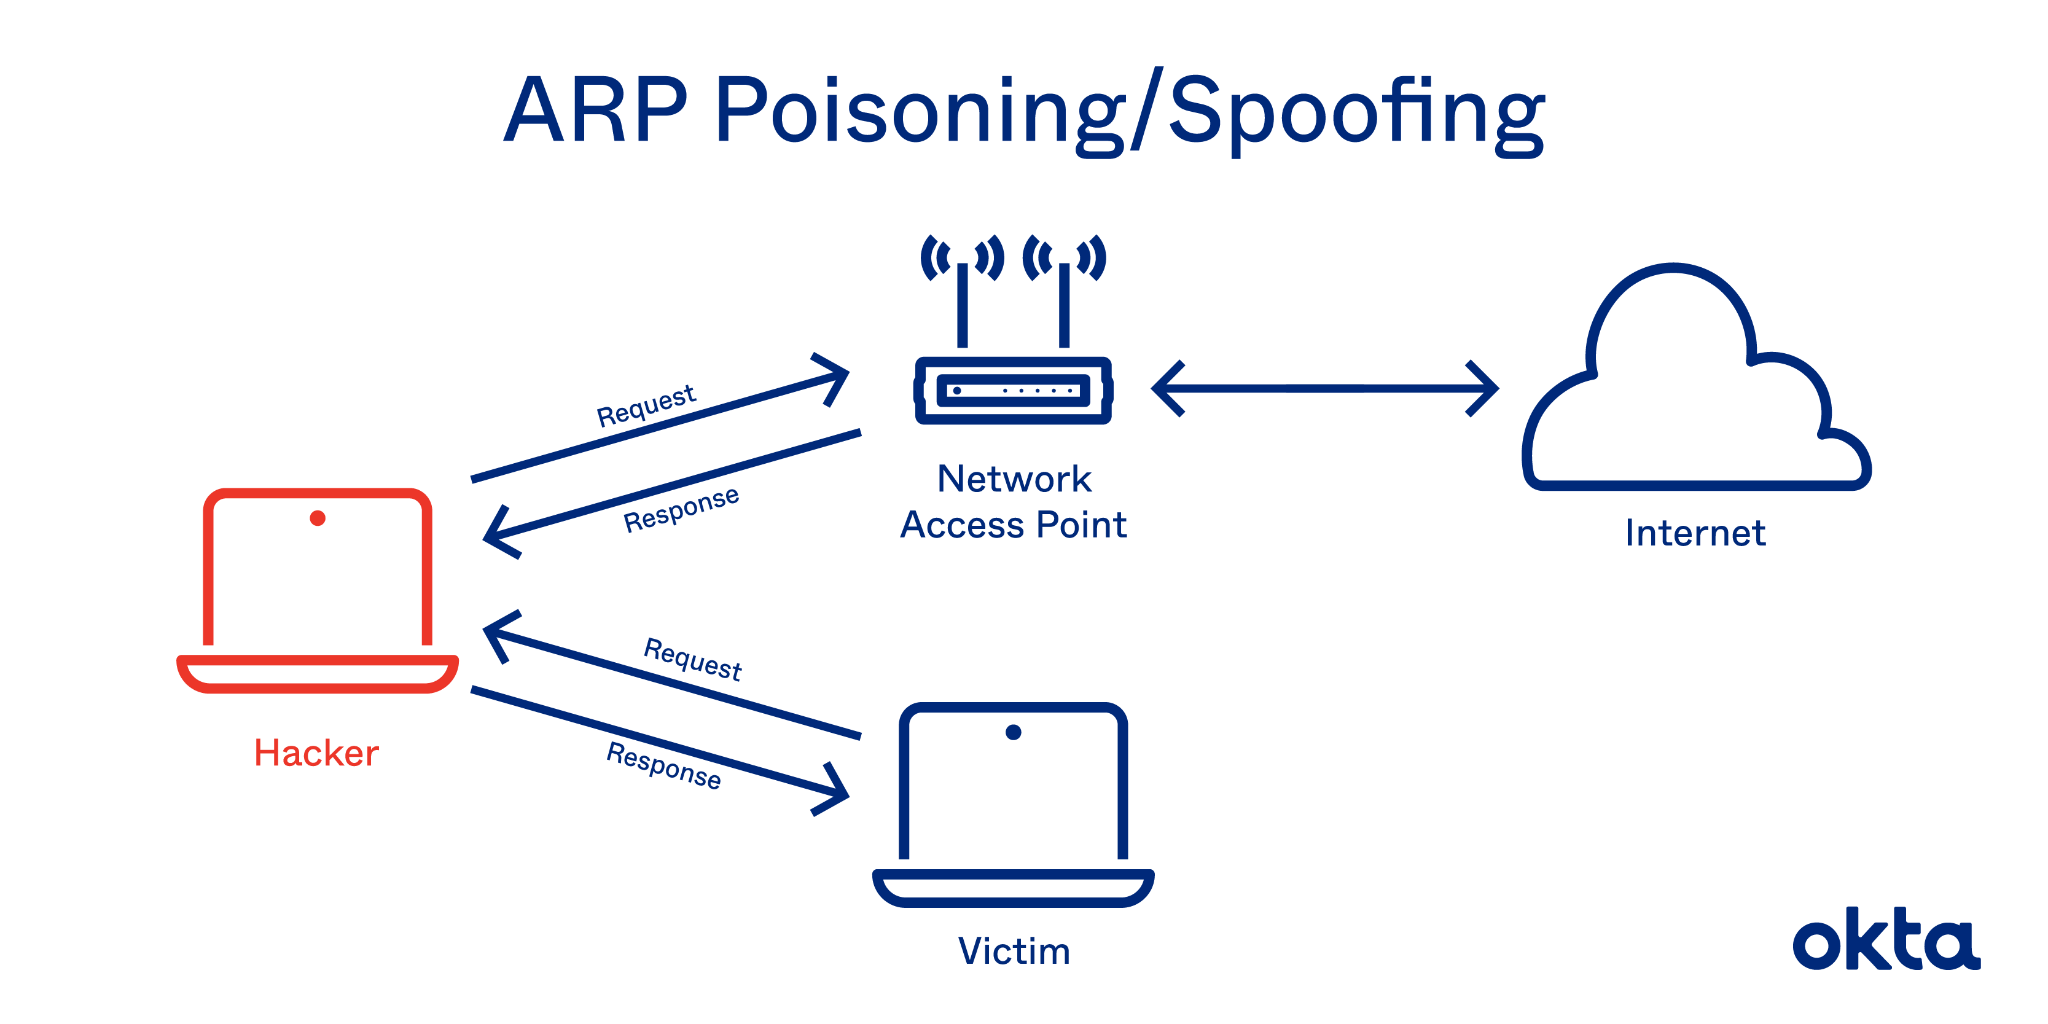 ARP Poisoning/Spoofing
Request
Response
Network
Access Point
Internet
Hacker
Request
Response
Victim
okta